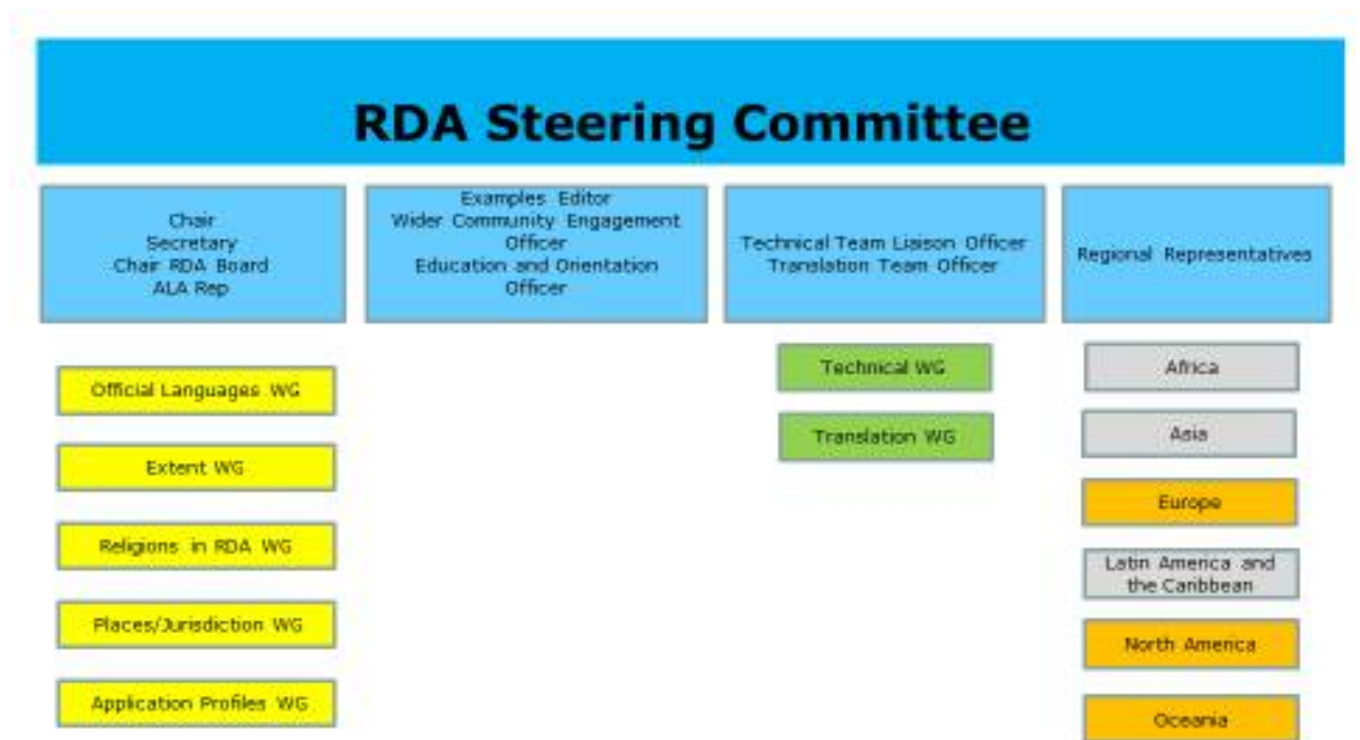 RDA Steering Committee
Chair
Secretary
Chair RDA Board
ALA Rep
Examples Editor
Wider Community Engagement
Officer
Education and Orientation
Officer
Technical Team Liaison Officer
Translation Team Officer
Regional Representatives
Official Languages WG
Extent WG
Religions in RDA WG
Places/Jurisdiction WG
Application Profiles WG
Technical WG
Translation WG
Africa
Asia
Europe
Latin America and
the Caribbean
North America
Oceania